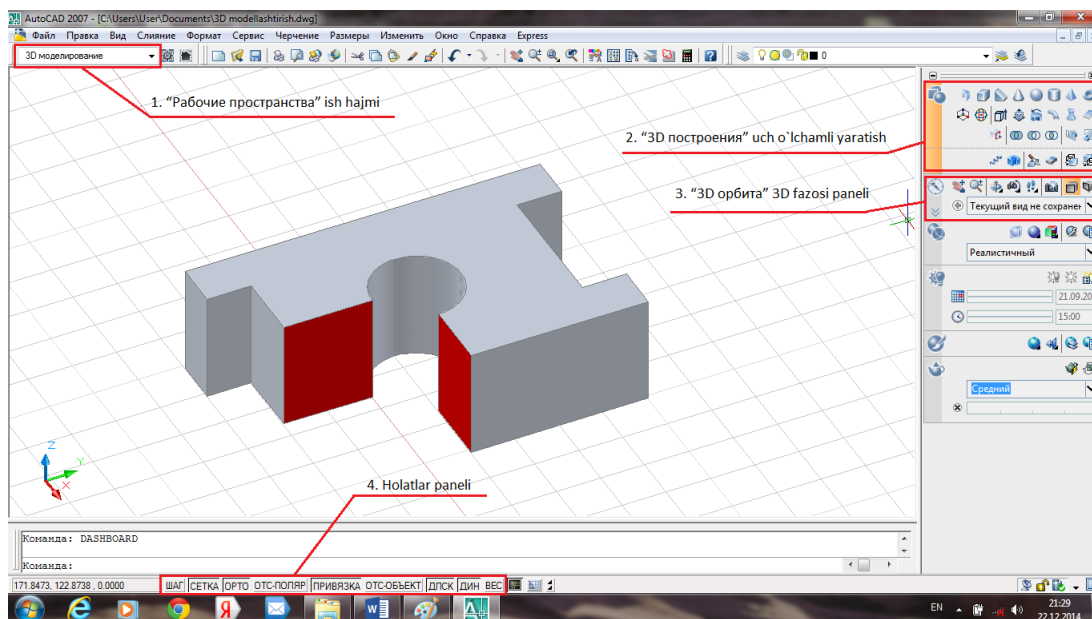 AutoCAD 2007 - [C:\Users\User\Documents\3D modellashtirish.dwg]
Файл Правка Вид Слияние Формат Сервис Черчение Размеры Изменить Окно Справка Express
3D моделирование
0
1. “Рабочие пространства” ish hajmi
2. “3D построения” uch o`lchamli yaratish
3. “3D орбита” 3D fazosi paneli
Текущий вид не сохранен
Реалистичный
21.09.20
15:00
Средний
Z
Y
X
4. Holatlar paneli
Команда: DASHBOARD
Команда:
171.8473, 122.8738 , 0.0000 ШАГ СЕТКА ОРТО ОТС-ПОЛЯР ПРИВЯЗКА ОТС-ОБЪЕКТ ДПСК ДИН ВЕС
EN 21:29
22.12.2014